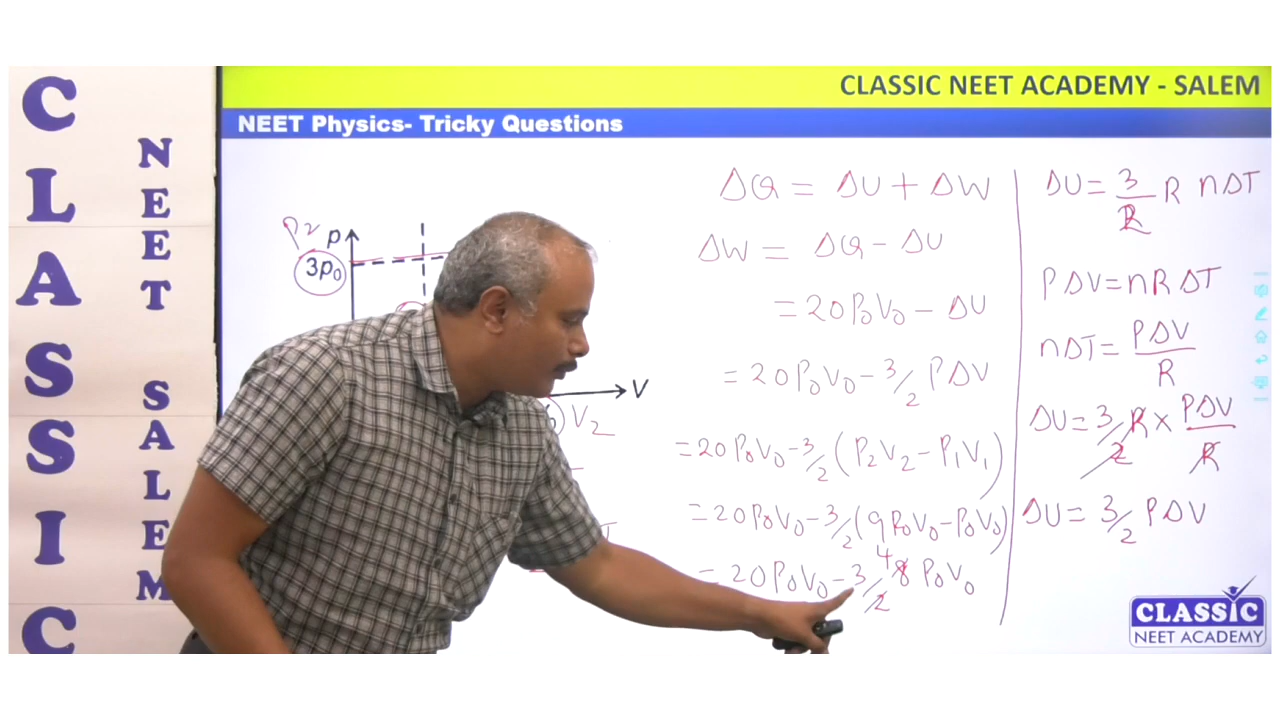 CLASSIC
NEET SALEM
CLASSIC NEET ACADEMY - SALEM
NEET Physics- Tricky Questions
P₂ p
3p₀
V
V₂
ΔQ = ΔU + ΔW
ΔW = ΔQ - ΔU
= 20P₀V₀ - ΔU
= 20P₀V₀ - 3/2 PΔV
= 20P₀V₀ - 3/2 (P₂V₂ - P₁V₁)
= 20P₀V₀ - 3/2 (9P₀V₀ - P₀V₀)
= 20P₀V₀ - 3/2 8 4 P₀V₀
ΔU = 3/2 R nΔT
PΔV = nRΔT
nΔT = PΔV/R
ΔU = 3/2 R × PΔV/R
ΔU = 3/2 PΔV
CLASSIC
NEET ACADEMY